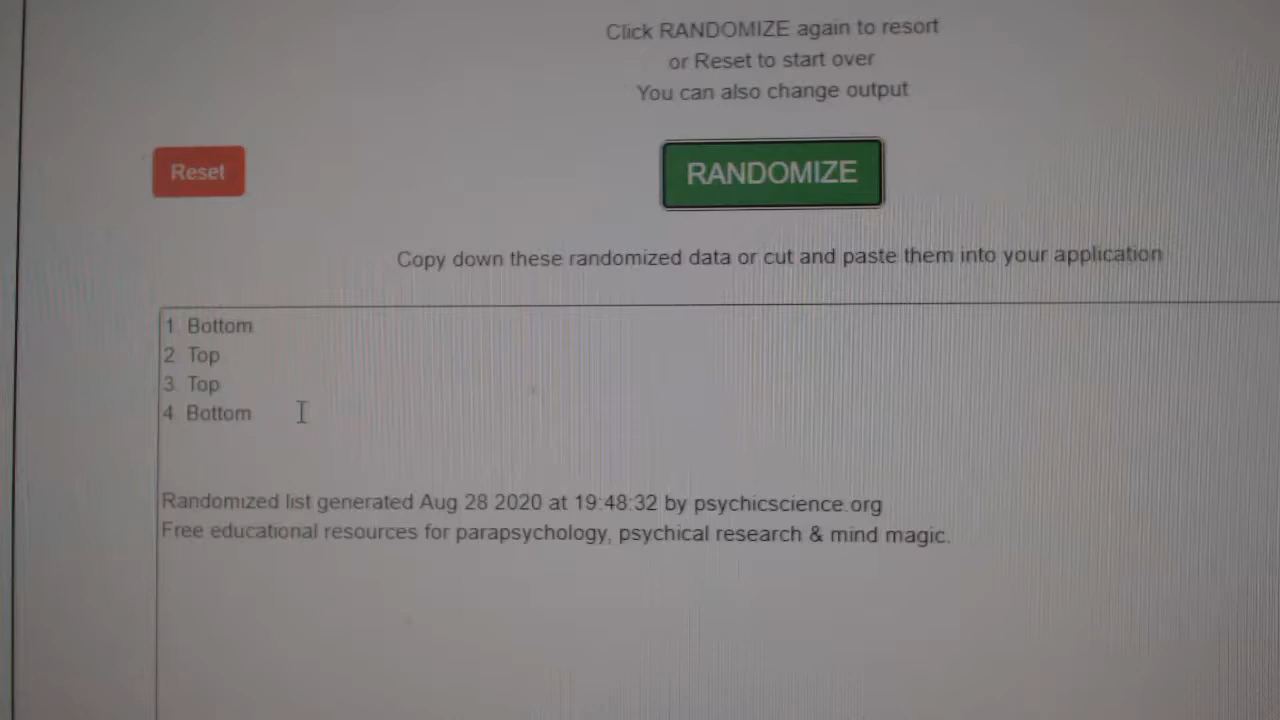 Click RANDOMIZE again to resort
or Reset to start over
You can also change output
Reset
RANDOMIZE
Copy down these randomized data or cut and paste them into your application
1 Bottom
2 Top
3 Top
4 Bottom
Randomized list generated Aug 28 2020 at 19:48:32 by psychicscience.org
Free educational resources for parapsychology, psychical research & mind magic.